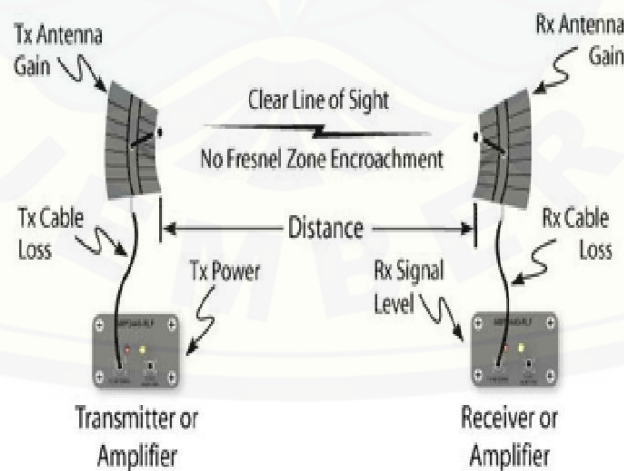 Tx Antenna
Gain
Rx Antenna
Gain
Clear Line of Sight
No Fresnel Zone Encroachment
Tx Cable
Loss
Distance
Rx Cable
Loss
Tx Power
Rx Signal
Level
Transmitter or
Amplifier
Receiver or
Amplifier
JEMBER